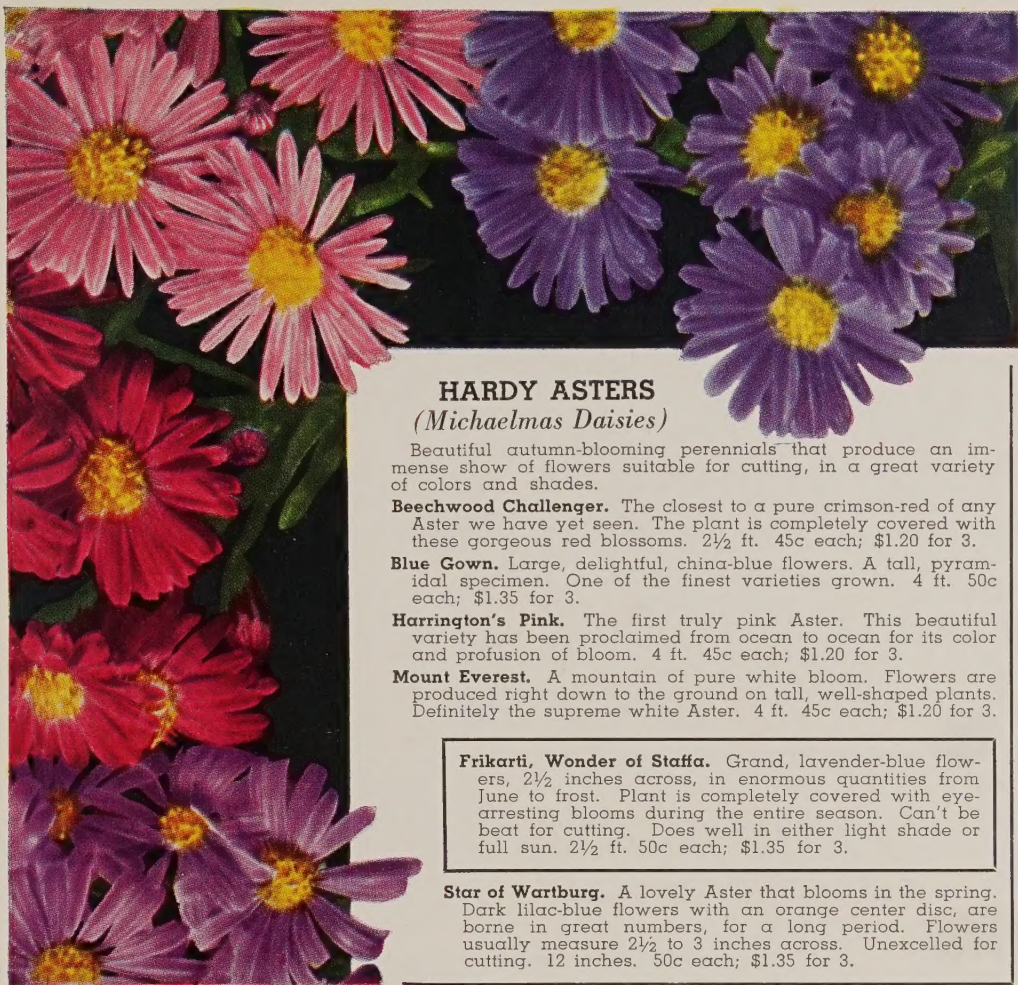 HARDY ASTERS
(Michaelmas Daisies)
Beautiful autumn-blooming perennials that produce an im-
mense show of flowers suitable for cutting, in a great variety
of colors and shades.
Beechwood Challenger. The closest to a pure crimson-red of any
Aster we have yet seen. The plant is completely covered with
these gorgeous red blossoms. 2½ ft. 45c each; $1.20 for 3.
Blue Gown. Large, delightful, china-blue flowers. A tall, pyram-
idal specimen. One of the finest varieties grown. 4 ft. 50c
each; $1.35 for 3.
Harrington's Pink. The first truly pink Aster. This beautiful
variety has been proclaimed from ocean to ocean for its color
and profusion of bloom. 4 ft. 45c each; $1.20 for 3.
Mount Everest. A mountain of pure white bloom. Flowers are
produced right down to the ground on tall, well-shaped plants.
Definitely the supreme white Aster. 4 ft. 45c each; $1.20 for 3.
Frikarti, Wonder of Staffa. Grand, lavender-blue flow-
ers, 2½ inches across, in enormous quantities from
June to frost. Plant is completely covered with eye-
arresting blooms during the entire season. Can't be
beat for cutting. Does well in either light shade or
full sun. 2½ ft. 50c each; $1.35 for 3.
Star of Wartburg. A lovely Aster that blooms in the spring.
Dark lilac-blue flowers with an orange center disc, are
borne in great numbers, for a long period. Flowers
usually measure 2½ to 3 inches across. Unexcelled for
cutting. 12 inches. 50c each; $1.35 for 3.